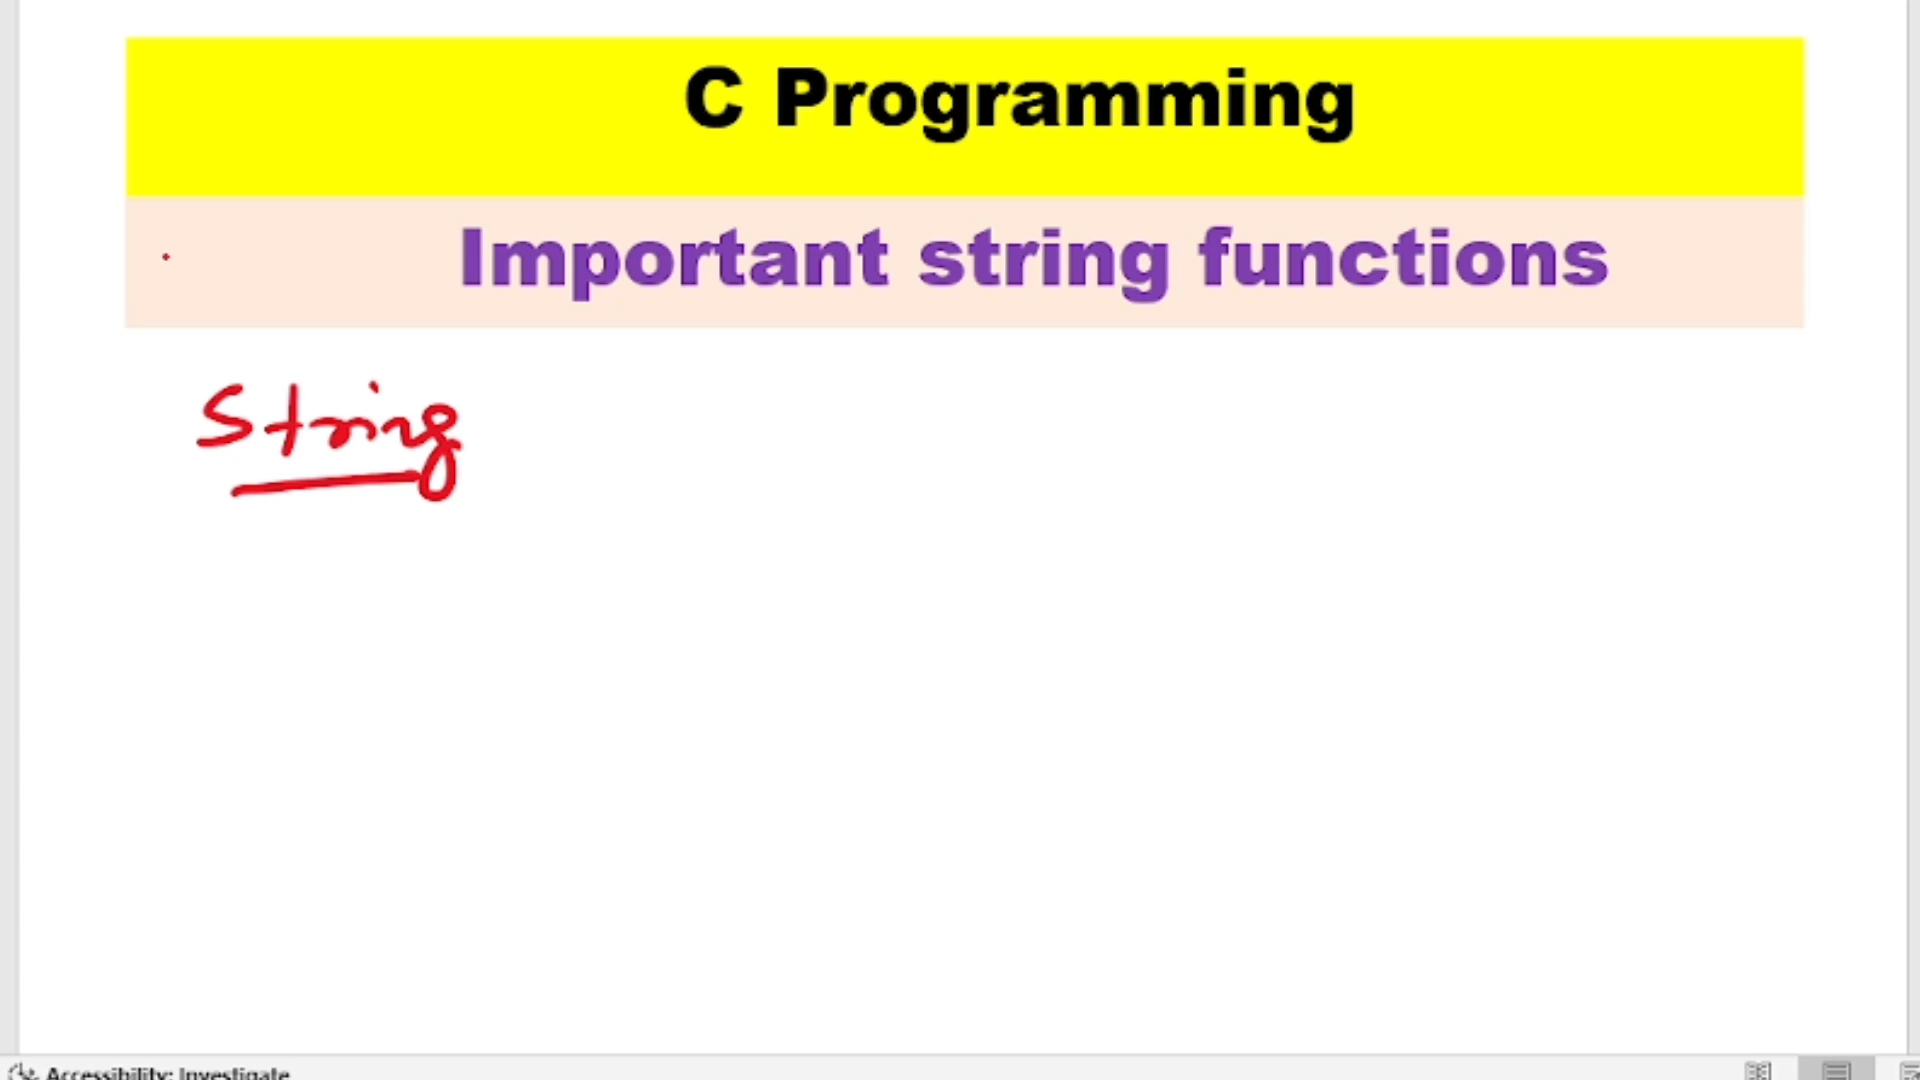 C Programming
Important string functions
String
Accessibility: Investigate